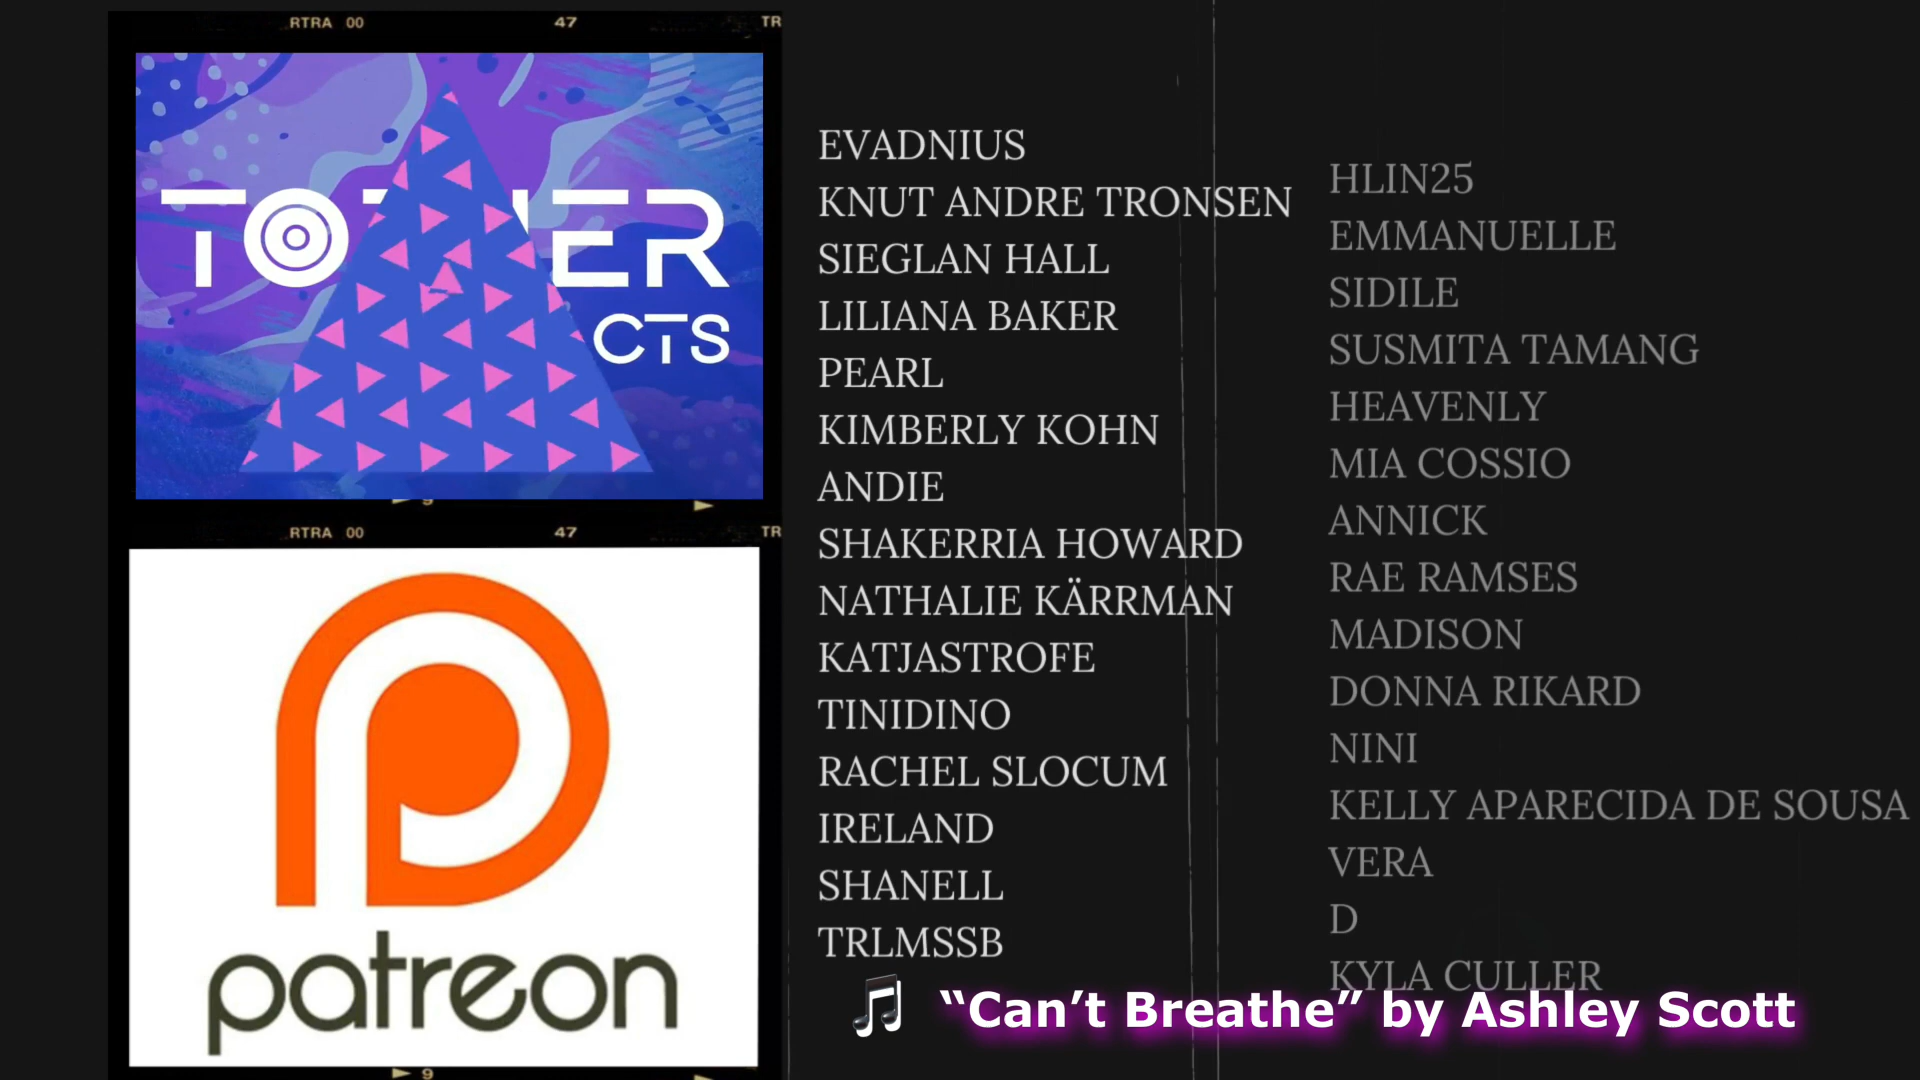 RTRA 00 47 TR
ER
CTS
9
RTRA 00 47 TR
patreon
9
EVADNIUS
KNUT ANDRE TRONSEN
SIEGLAN HALL
LILIANA BAKER
PEARL
KIMBERLY KOHN
ANDIE
SHAKERRIA HOWARD
NATHALIE KÄRRMAN
KATJASTROFE
TINIDINO
RACHEL SLOCUM
IRELAND
SHANELL
TRLMSSB
HLIN25
EMMANUELLE
SIDILE
SUSMITA TAMANG
HEAVENLY
MIA COSSIO
ANNICK
RAE RAMSES
MADISON
DONNA RIKARD
NINI
KELLY APARECIDA DE SOUSA
VERA
D
KYLA CULLER
“Can’t Breathe” by Ashley Scott